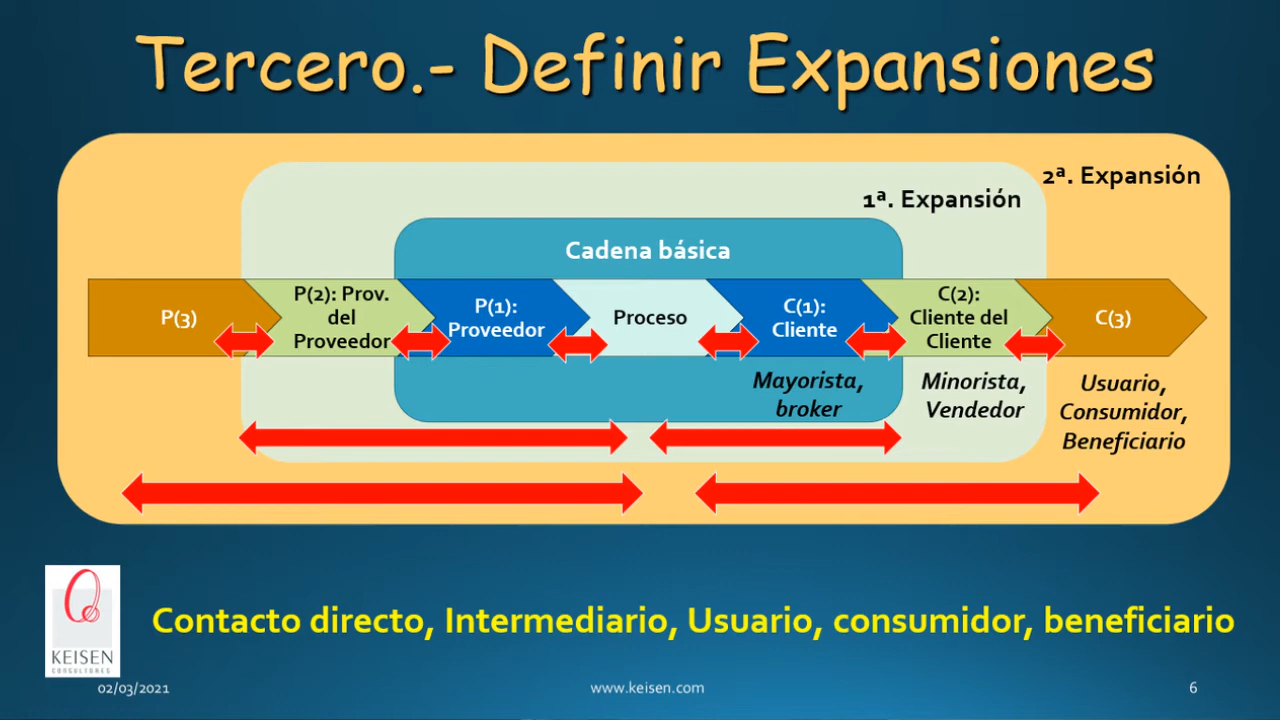 Tercero.- Definir Expansiones
2ª. Expansión
1ª. Expansión
Cadena básica
P(3)
P(2): Prov.
del
Proveedor
P(1):
Proveedor
Proceso
C(1):
Cliente
C(2):
Cliente del
Cliente
C(3)
Mayorista,
broker
Minorista,
Vendedor
Usuario,
Consumidor,
Beneficiario
Contacto directo, Intermediario, Usuario, consumidor, beneficiario
KEISEN
CONSULTORES
02/03/2021
www.keisen.com
6